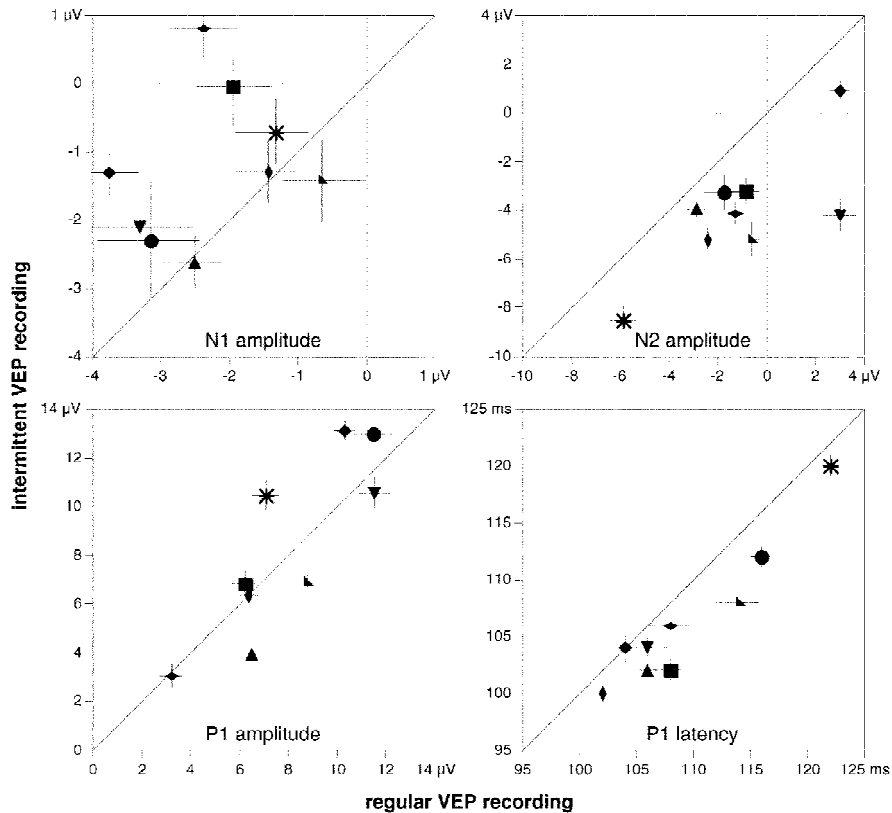 1 µV
0
-1
-2
-3
-4
N1 amplitude
-4 -3 -2 -1 0 1 µV
4 µV
2
0
-2
-4
-6
-8
-10
N2 amplitude
-10 -8 -6 -4 -2 0 2 4 µV
intermittent VEP recording
14 µV
12
10
8
6
4
2
0
P1 amplitude
0 2 4 6 8 10 12 14 µV
125 ms
120
115
110
105
100
95
P1 latency
95 100 105 110 115 120 125 ms
regular VEP recording